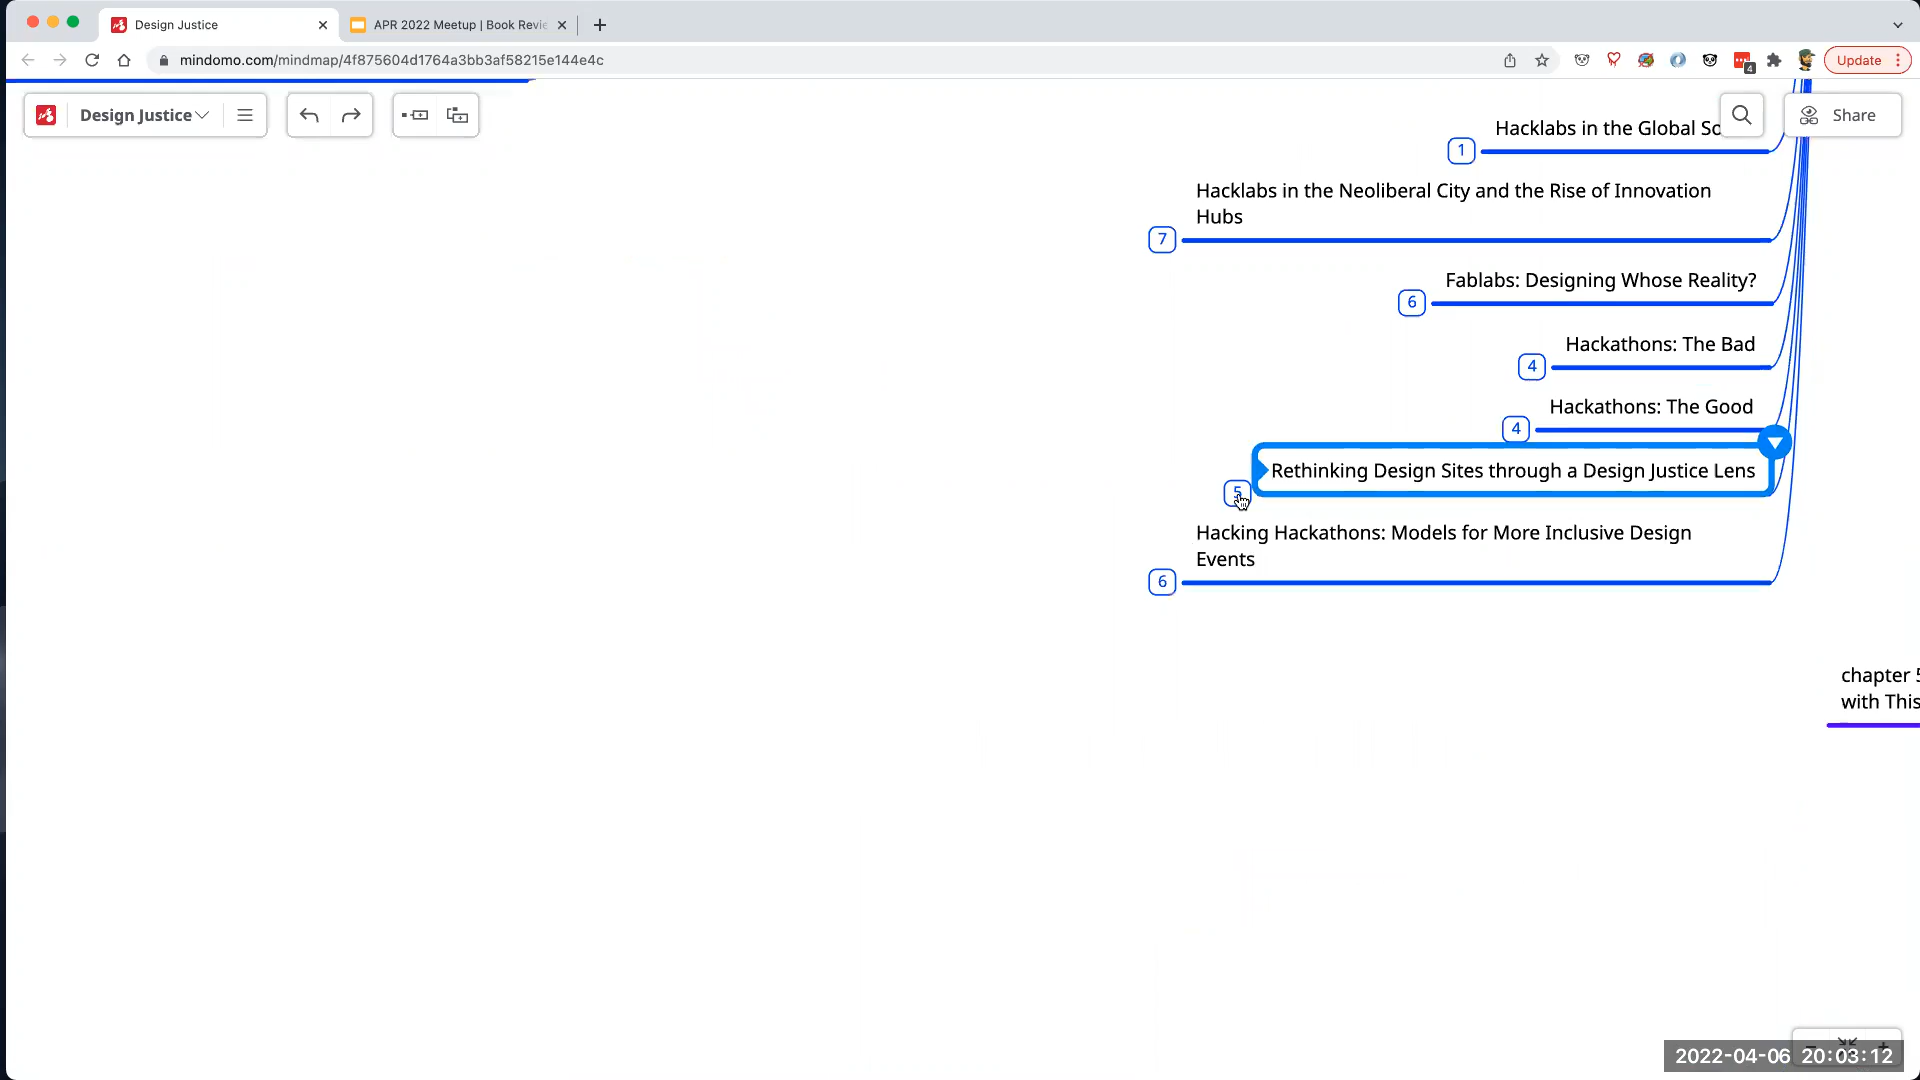 Design Justice
APR 2022 Meetup | Book Revie
mindomo.com/mindmap/4f875604d1764a3bb3af58215e144e4c
4
Update
Design Justice
Share
Hacklabs in the Global So
1
Hacklabs in the Neoliberal City and the Rise of Innovation
Hubs
7
Fablabs: Designing Whose Reality?
6
Hackathons: The Bad
4
Hackathons: The Good
4
Rethinking Design Sites through a Design Justice Lens
5
Hacking Hackathons: Models for More Inclusive Design
Events
6
chapter 5
with This
2022-04-06 20:03:12